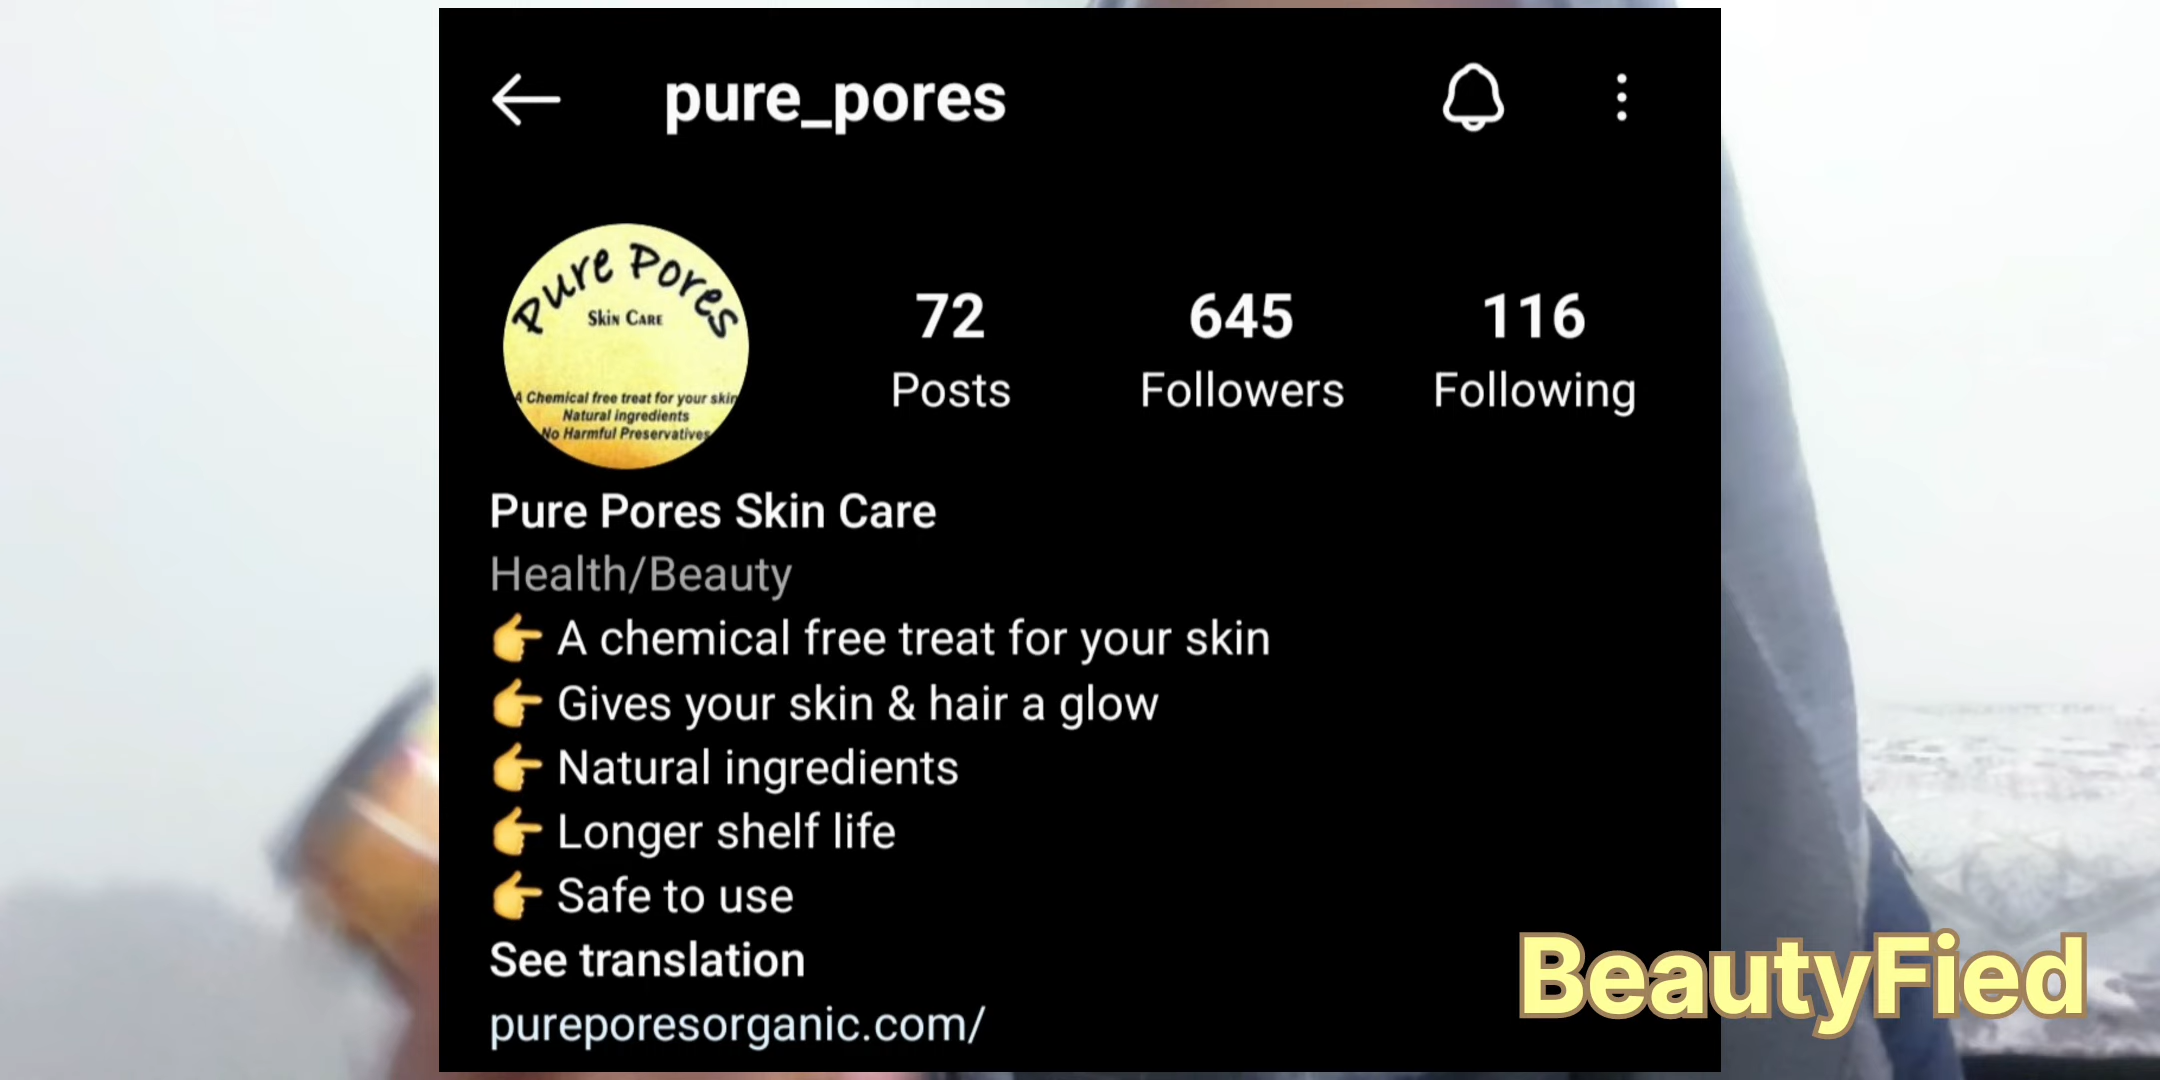 pure_pores
Pure Pores
Skin Care
A Chemical free treat for your skin
Natural ingredients
No Harmful Preservatives
72
645
116
Posts
Followers
Following
Pure Pores Skin Care
Health/Beauty
👉 A chemical free treat for your skin
👉 Gives your skin & hair a glow
👉 Natural ingredients
👉 Longer shelf life
👉 Safe to use
See translation
pureporesorganic.com/
BeautyFied